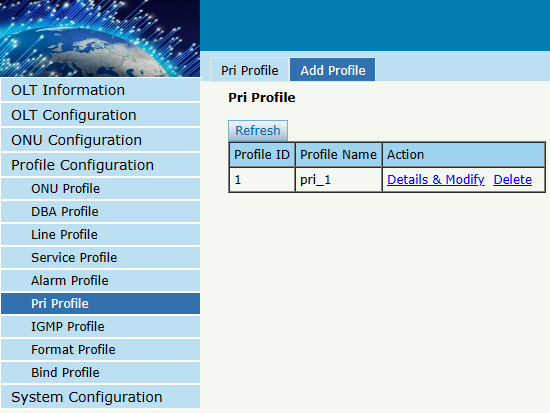 OLT Information
OLT Configuration
ONU Configuration
Profile Configuration
ONU Profile
DBA Profile
Line Profile
Service Profile
Alarm Profile
Pri Profile
IGMP Profile
Format Profile
Bind Profile
System Configuration
Pri Profile Add Profile
Pri Profile
Refresh
Profile ID Profile Name Action
1 pri_1 Details & Modify Delete